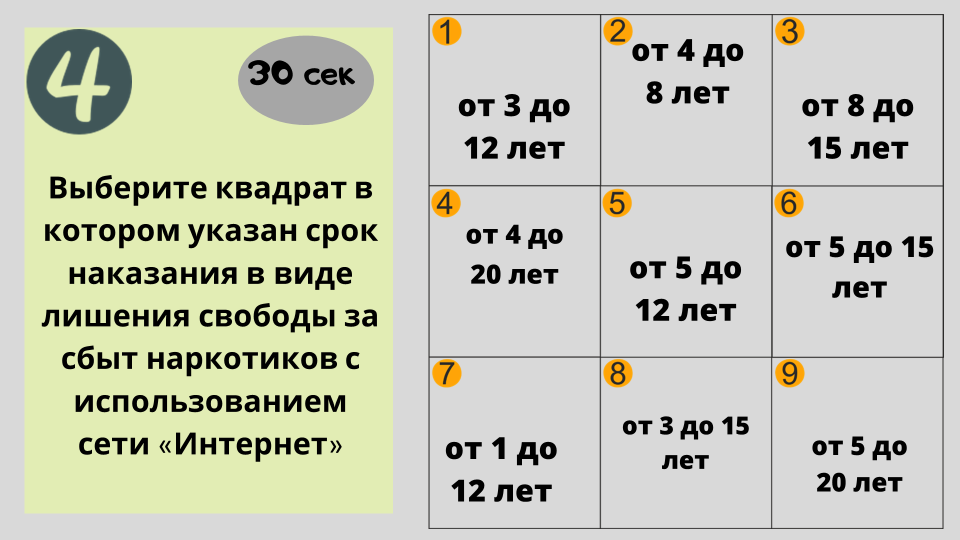 4
30 сек
Выберите квадрат в
котором указан срок
наказания в виде
лишения свободы за
сбыт наркотиков с
использованием
сети «Интернет»
1
от 3 до
12 лет
2
от 4 до
8 лет
3
от 8 до
15 лет
4
от 4 до
20 лет
5
от 5 до
12 лет
6
от 5 до 15
лет
7
от 1 до
12 лет
8
от 3 до 15
лет
9
от 5 до
20 лет